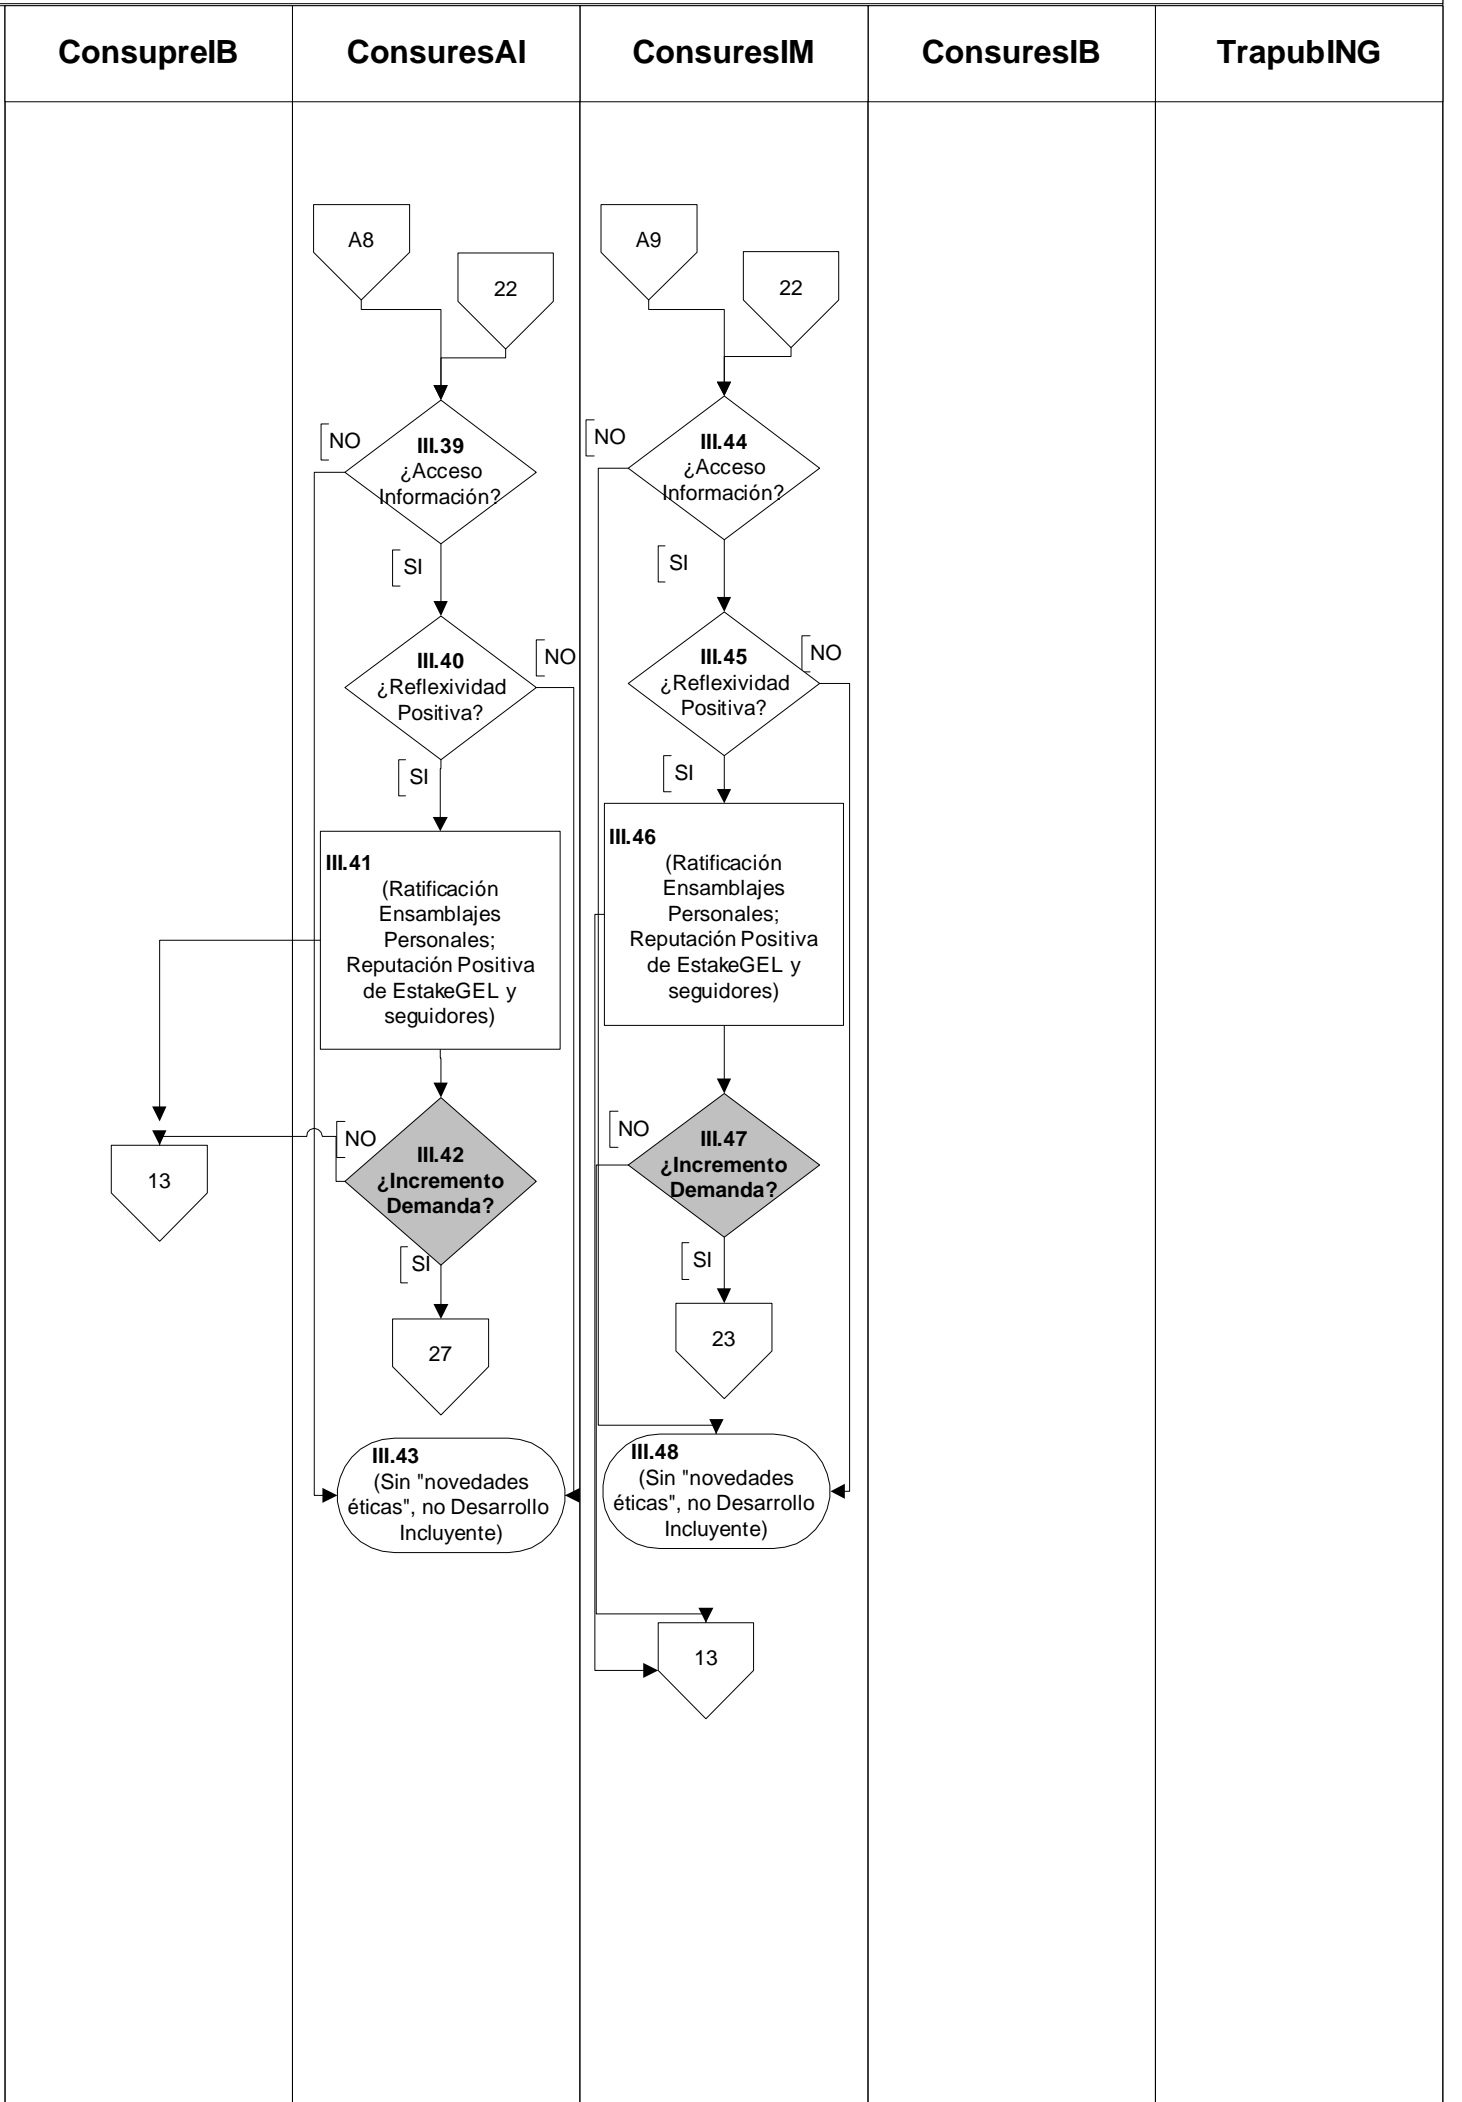 ConsupreIB
ConsuresAI
ConsuresIM
ConsuresIB
TrapubING
A8
22
NO
III.39
¿Acceso
Información?
SI
III.40
¿Reflexividad
Positiva?
NO
SI
III.41
(Ratificación
Ensamblajes
Personales;
Reputación Positiva
de EstakeGEL y
seguidores)
NO
III.42
¿Incremento
Demanda?
13
SI
27
III.43
(Sin "novedades
éticas", no Desarrollo
Incluyente)
A9
22
NO
III.44
¿Acceso
Información?
SI
III.45
¿Reflexividad
Positiva?
NO
SI
III.46
(Ratificación
Ensamblajes
Personales;
Reputación Positiva
de EstakeGEL y
seguidores)
NO
III.47
¿Incremento
Demanda?
SI
23
III.48
(Sin "novedades
éticas", no Desarrollo
Incluyente)
13